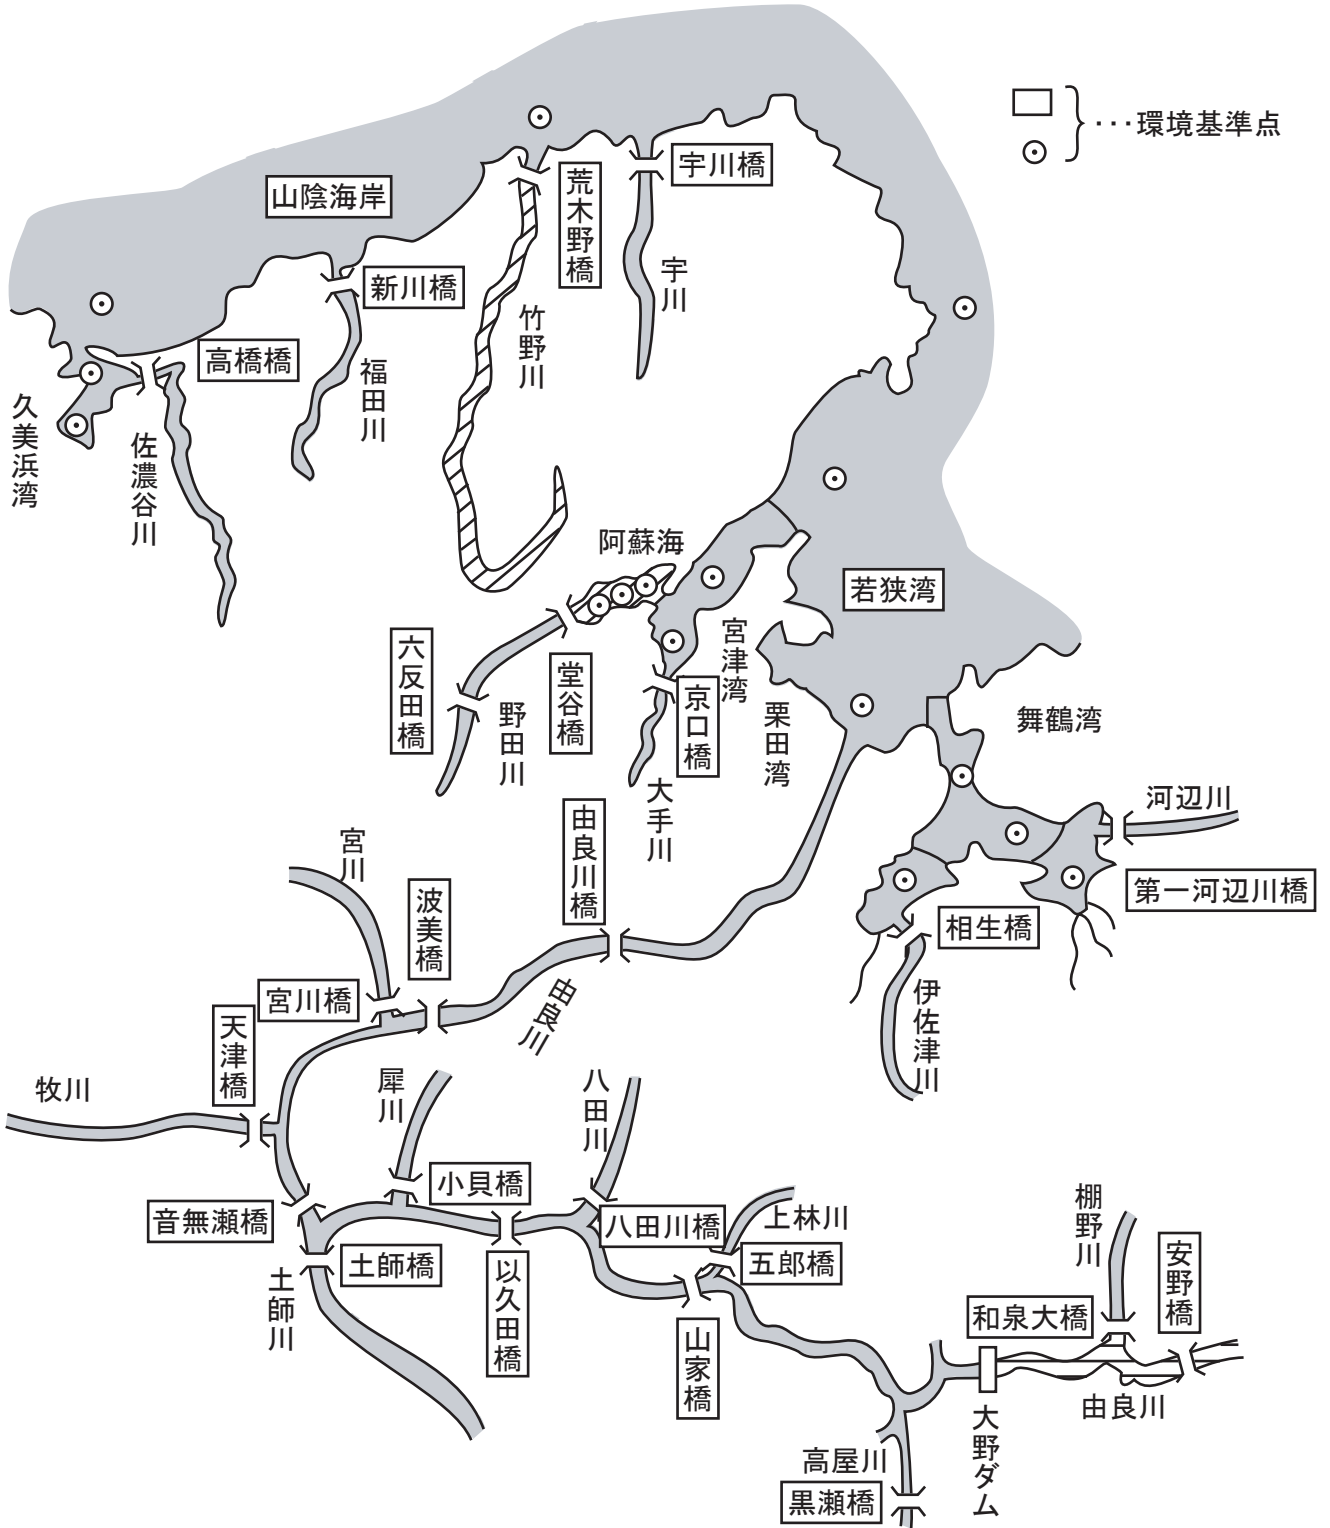 ･･･環境基準点
山陰海岸
宇川橋
荒木野橋
宇川
新川橋
竹野川
高橋橋
福田川
久美浜湾
佐濃谷川
阿蘇海
若狭湾
六反田橋
堂谷橋
宮津湾
京口橋
野田川
栗田湾
舞鶴湾
大手川
河辺川
宮川
由良川橋
第一河辺川橋
波美橋
相生橋
宮川橋
由良川
伊佐津川
天津橋
牧川
犀川
八田川
小貝橋
音無瀬橋
八田川橋
上林川
棚野川
土師橋
五郎橋
安野橋
土師川
以久田橋
和泉大橋
山家橋
由良川
大野ダム
高屋川
黒瀬橋